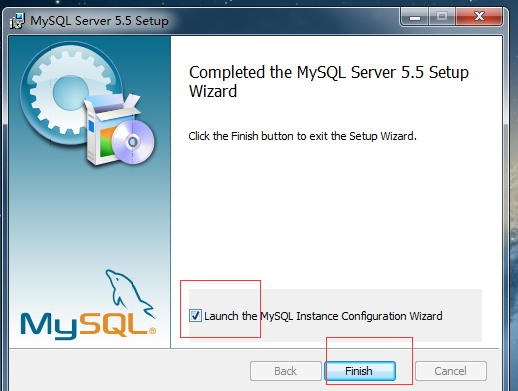 MySQL Server 5.5 Setup
Completed the MySQL Server 5.5 Setup
Wizard
Click the Finish button to exit the Setup Wizard.
MySQL®
Launch the MySQL Instance Configuration Wizard
Back
Finish
Cancel